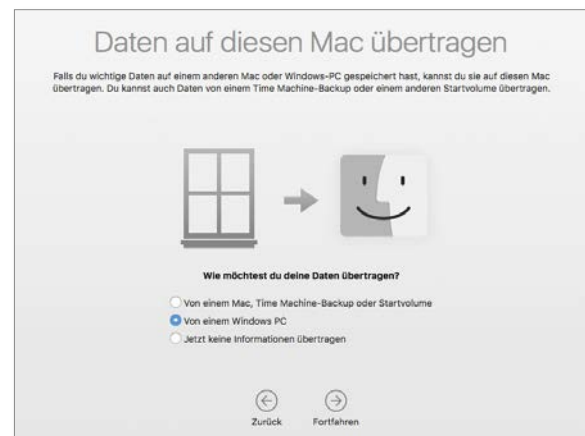 Daten auf diesen Mac übertragen
Falls du wichtige Daten auf einem anderen Mac oder Windows-PC gespeichert hast, kannst du sie auf diesen Mac
übertragen. Du kannst auch Daten von einem Time Machine-Backup oder einem anderen Startvolume übertragen.
Wie möchtest du deine Daten übertragen?
Von einem Mac, Time Machine-Backup oder Startvolume
Von einem Windows PC
Jetzt keine Informationen übertragen
Zurück Fortfahren